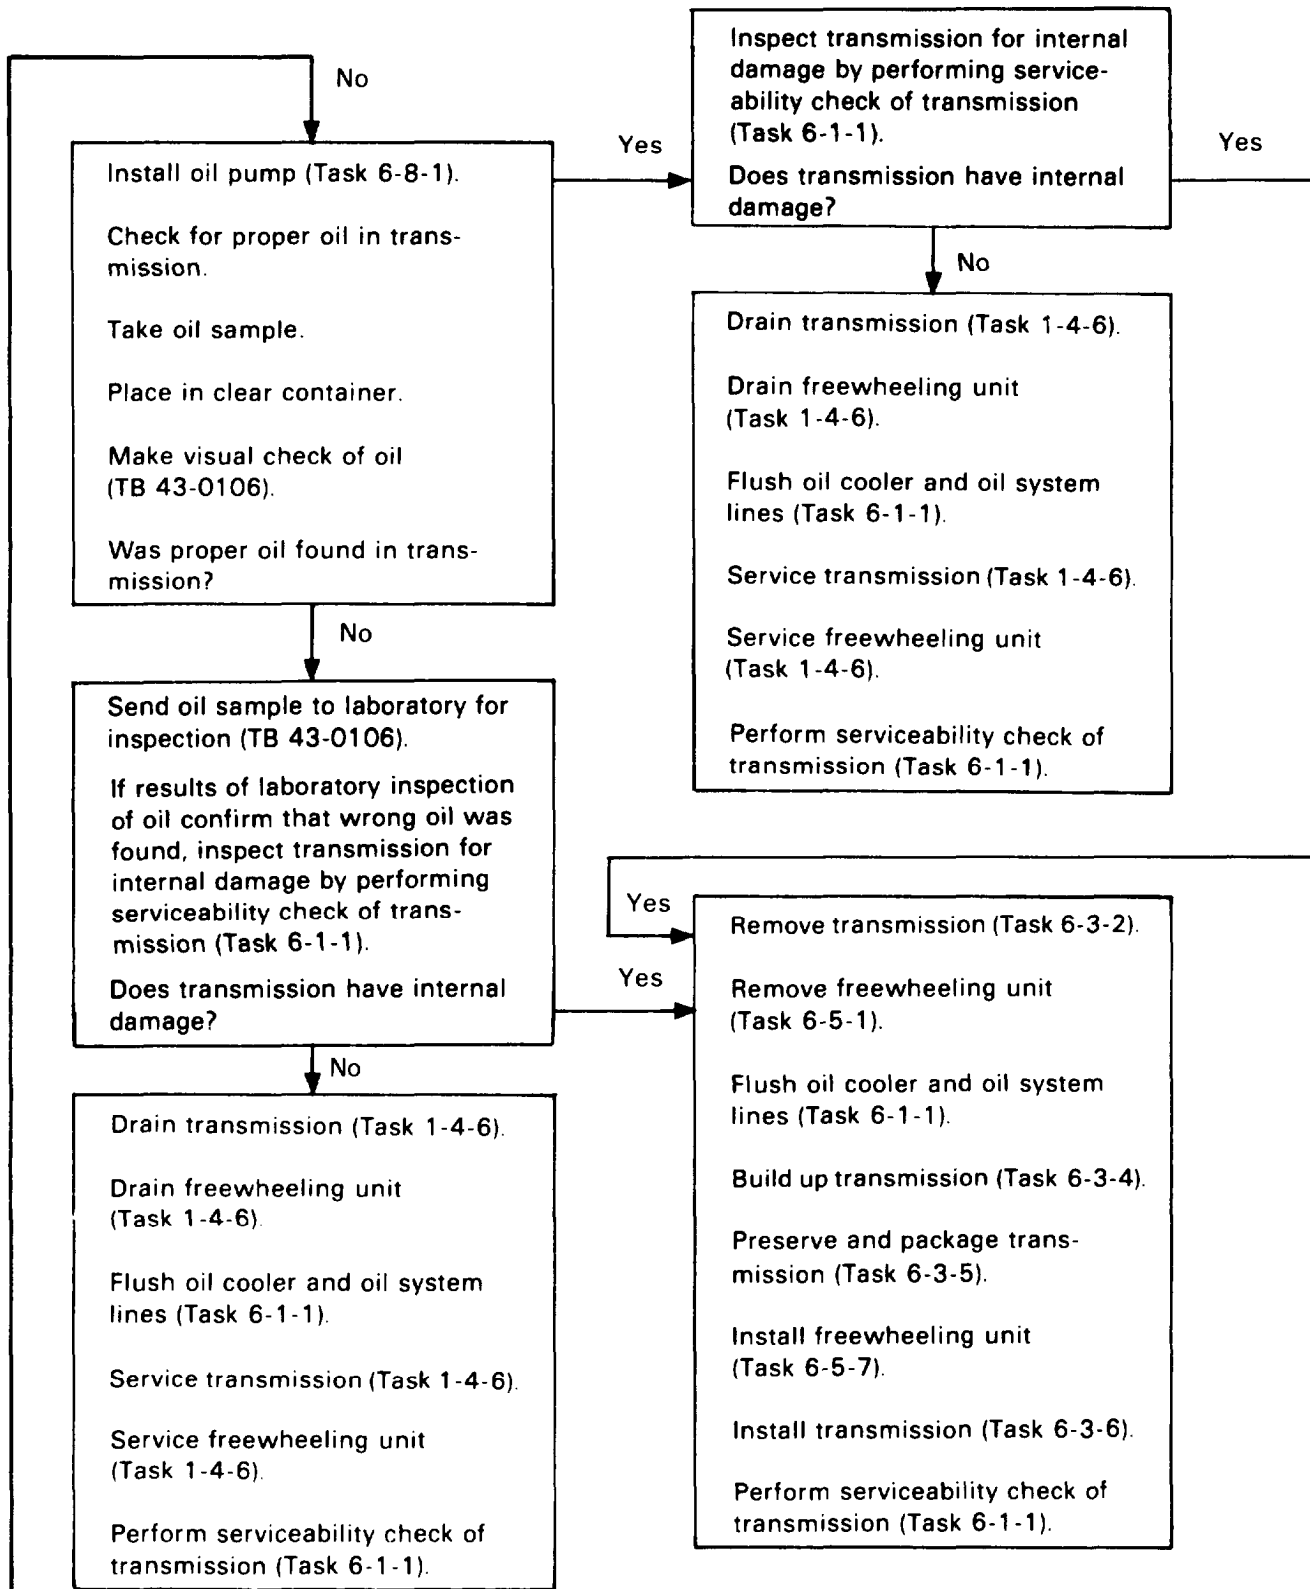 No
Install oil pump (Task 6-8-1).
Check for proper oil in trans-
mission.
Take oil sample.
Place in clear container.
Make visual check of oil
(TB 43-0106).
Was proper oil found in trans-
mission?
Yes
Inspect transmission for internal
damage by performing service-
ability check of transmission
(Task 6-1-1).
Does transmission have internal
damage?
Yes
No
Drain transmission (Task 1-4-6).
Drain freewheeling unit
(Task 1-4-6).
Flush oil cooler and oil system
lines (Task 6-1-1).
Service transmission (Task 1-4-6).
Service freewheeling unit
(Task 1-4-6).
Perform serviceability check of
transmission (Task 6-1-1).
No
Send oil sample to laboratory for
inspection (TB 43-0106).
If results of laboratory inspection
of oil confirm that wrong oil was
found, inspect transmission for
internal damage by performing
serviceability check of trans-
mission (Task 6-1-1).
Does transmission have internal
damage?
Yes
Yes
Remove transmission (Task 6-3-2).
Remove freewheeling unit
(Task 6-5-1).
Flush oil cooler and oil system
lines (Task 6-1-1).
Build up transmission (Task 6-3-4).
Preserve and package trans-
mission (Task 6-3-5).
Install freewheeling unit
(Task 6-5-7).
Install transmission (Task 6-3-6).
Perform serviceability check of
transmission (Task 6-1-1).
No
Drain transmission (Task 1-4-6).
Drain freewheeling unit
(Task 1-4-6).
Flush oil cooler and oil system
lines (Task 6-1-1).
Service transmission (Task 1-4-6).
Service freewheeling unit
(Task 1-4-6).
Perform serviceability check of
transmission (Task 6-1-1).